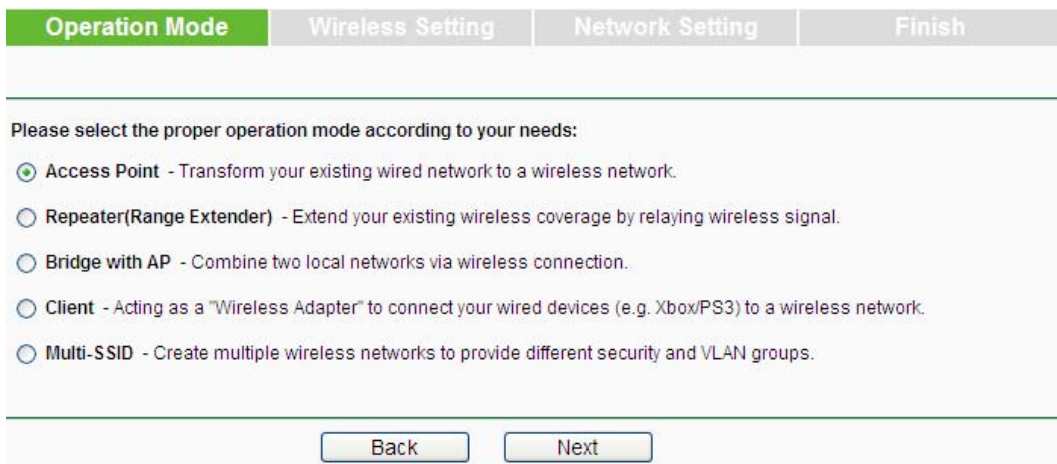 Operation Mode Wireless Setting Network Setting Finish
Please select the proper operation mode according to your needs:
Access Point - Transform your existing wired network to a wireless network.
Repeater(Range Extender) - Extend your existing wireless coverage by relaying wireless signal.
Bridge with AP - Combine two local networks via wireless connection.
Client - Acting as a "Wireless Adapter" to connect your wired devices (e.g. Xbox/PS3) to a wireless network.
Multi-SSID - Create multiple wireless networks to provide different security and VLAN groups.
Back Next